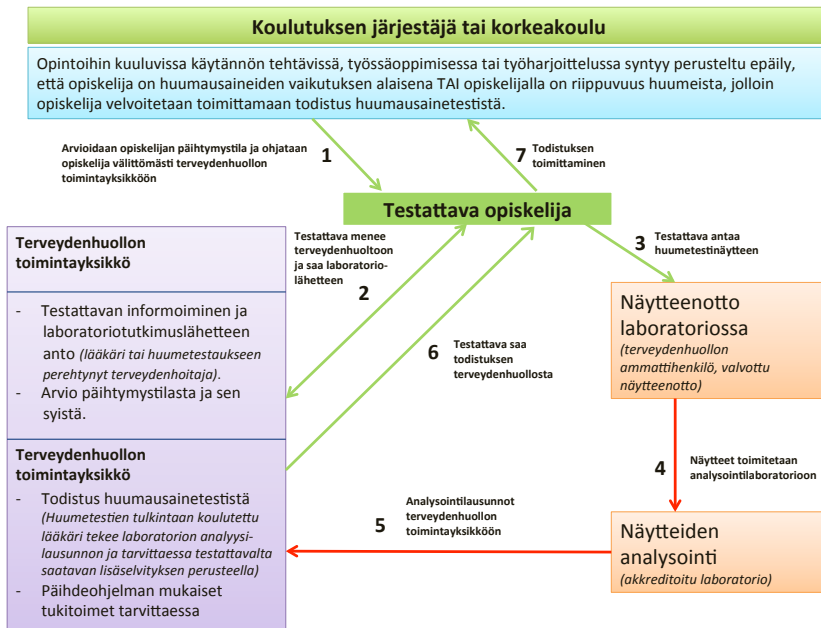 Koulutuksen järjestäjä tai korkeakoulu
Opintoihin kuuluvissa käytännön tehtävissä, työssäoppimisessa tai työharjoittelussa syntyy perusteltu epäily,
että opiskelija on huumausaineiden vaikutuksen alaisena TAI opiskelijalla on riippuvuus huumeista, jolloin
opiskelija velvoitetaan toimittamaan todistus huumausainetestistä.
Arvioidaan opiskelijan päihtymystila ja ohjataan
opiskelija välittömästi terveydenhuollon
toimintayksikköön
1
7
Todistuksen
toimittaminen
Testattava opiskelija
Testattava menee
terveydenhuoltoon
ja saa laboratorio-
lähetteen
2
3
Testattava antaa
huumetestinäytteen
Terveydenhuollon
toimintayksikkö
- Testattavan informoiminen ja
laboratoriotutkimuslähetteen
anto (lääkäri tai huumetestaukseen
perehtynyt terveydenhoitaja).
- Arvio päihtymystilasta ja sen
syistä.
6
Testattava saa
todistuksen
terveydenhuollosta
Näytteenotto
laboratoriossa
(terveydenhuollon
ammattihenkilö, valvottu
näytteenotto)
4
Näytteet toimitetaan
analysointilaboratorioon
Terveydenhuollon
toimintayksikkö
- Todistus huumausainetestistä
(Huumetestien tulkintaan koulutettu
lääkäri tekee laboratorion analyysi-
lausunnon ja tarvittaessa testattavalta
saatavan lisäselvityksen perusteella)
- Päihdeohjelman mukaiset
tukitoimet tarvittaessa
5
Analysointilausunnot
terveydenhuollon
toimintayksikköön
Näytteiden
analysointi
(akkreditoitu laboratorio)